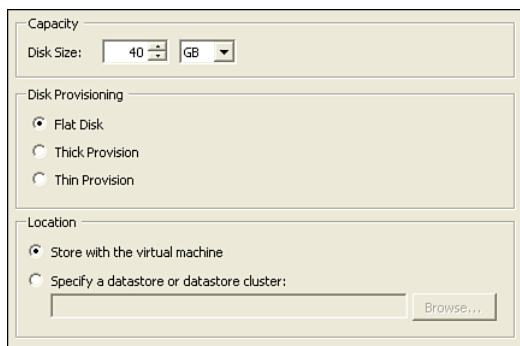 Capacity
Disk Size: 40 GB
Disk Provisioning
Flat Disk
Thick Provision
Thin Provision
Location
Store with the virtual machine
Specify a datastore or datastore cluster:
Browse...